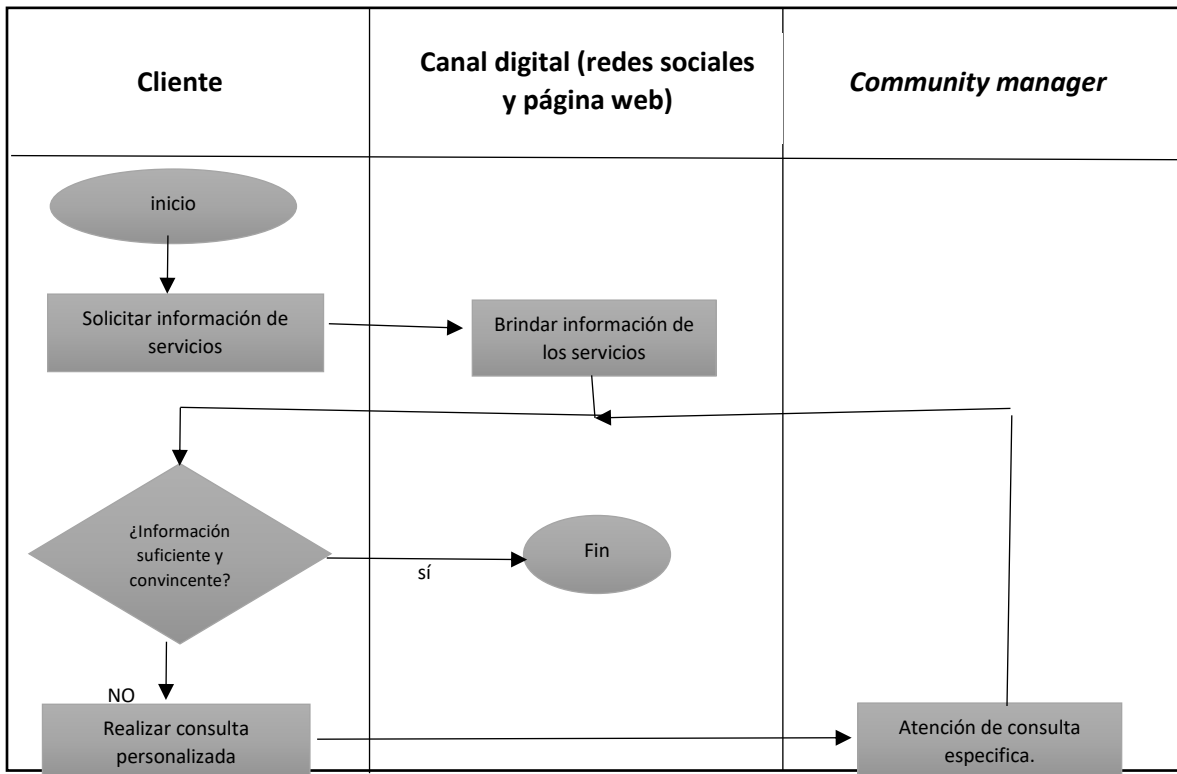 Cliente
Canal digital (redes sociales
y página web)
Community manager
inicio
Solicitar información de
servicios
Brindar información de
los servicios
¿Información
suficiente y
convincente?
sí
Fin
NO
Realizar consulta
personalizada
Atención de consulta
especifica.